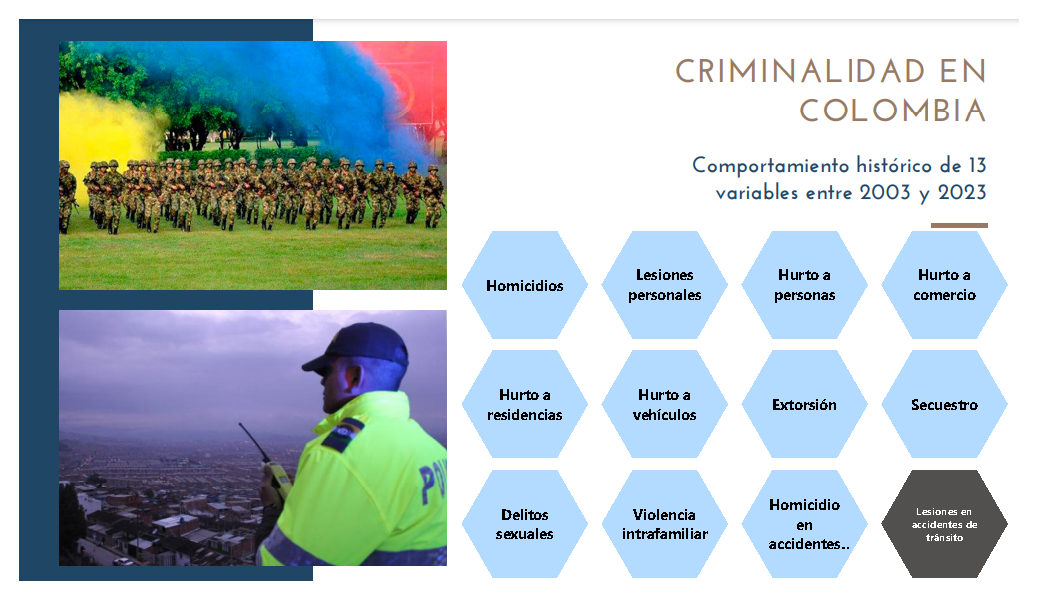 CRIMINALIDAD EN
COLOMBIA
Comportamiento histórico de 13
variables entre 2003 y 2023
Homicidios
Lesiones
personales
Hurto a
personas
Hurto a
comercio
Hurto a
residencias
Hurto a
vehículos
Extorsión
Secuestro
Delitos
sexuales
Violencia
intrafamiliar
Homicidio
en
accidentes..
Lesiones en
accidentes de
tránsito